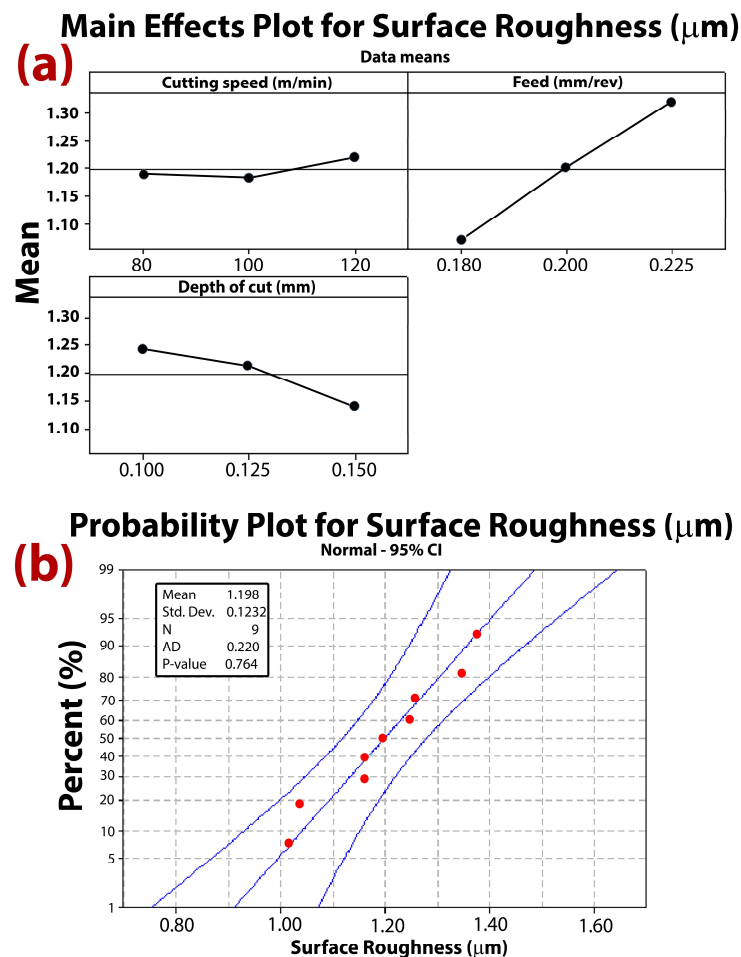 Main Effects Plot for Surface Roughness (μm)
(a)
Data means
Cutting speed (m/min)
Feed (mm/rev)
1.30
1.25
1.20
1.15
1.10
80 100 120
0.180 0.200 0.225
Mean
Depth of cut (mm)
1.30
1.25
1.20
1.15
1.10
0.100 0.125 0.150
Probability Plot for Surface Roughness (μm)
(b)
Normal - 95% CI
99
95
90
80
70
60
50
40
30
20
10
5
1
Percent (%)
Mean 1.198
Std. Dev. 0.1232
N 9
AD 0.220
P-value 0.764
0.80 1.00 1.20 1.40 1.60
Surface Roughness (μm)